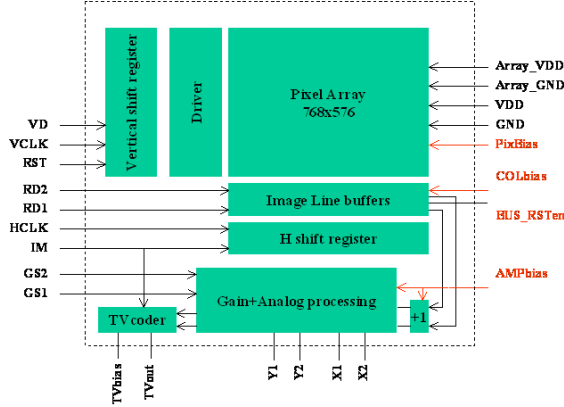 Vertical shift register
Driver
Pixel Array
768x576
Array_VDD
Array_GND
VDD
GND
PixBias
VD
VCLK
RST
COLbias
RD2
RD1
Image Line buffers
BUS_RSTen
HCLK
IM
H shift register
GS2
GS1
Gain+Analog processing
AMPbias
TVcoder
+1
TVbias
TVout
Y1
Y2
X1
X2